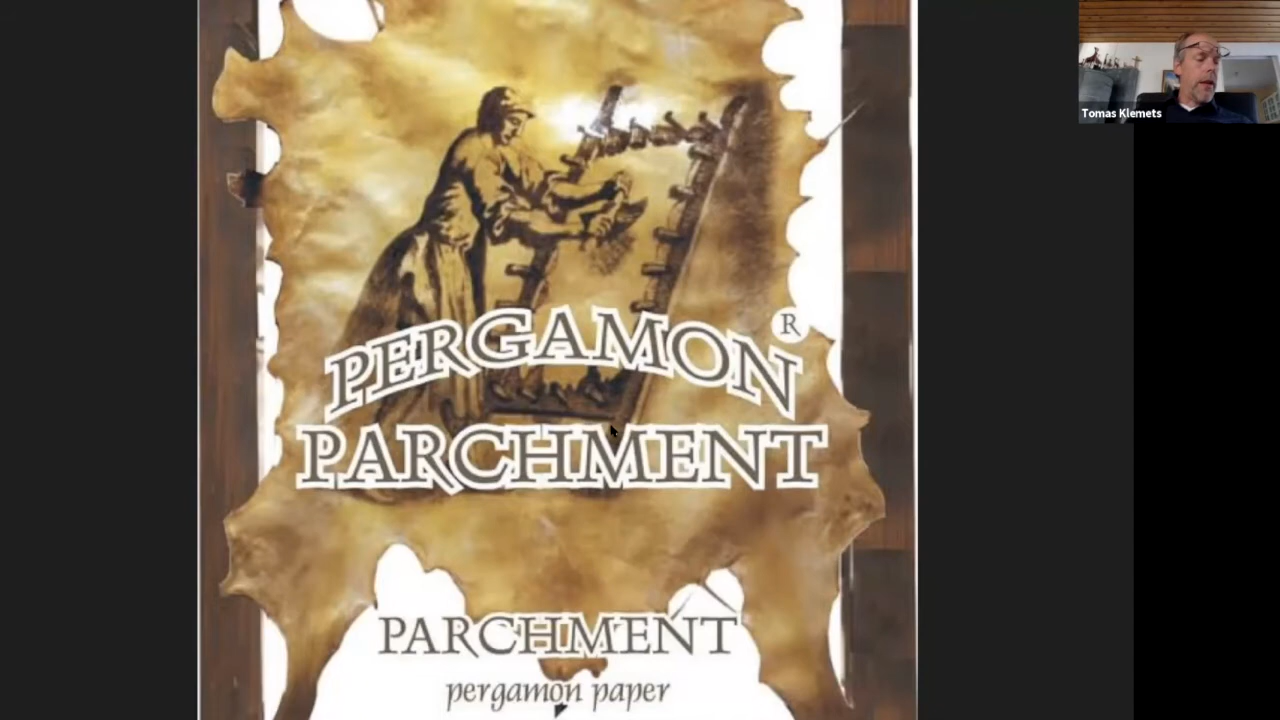 Tomas Klemets
PERGAMON R
PARCHMENT
PARCHMENT
pergamon paper